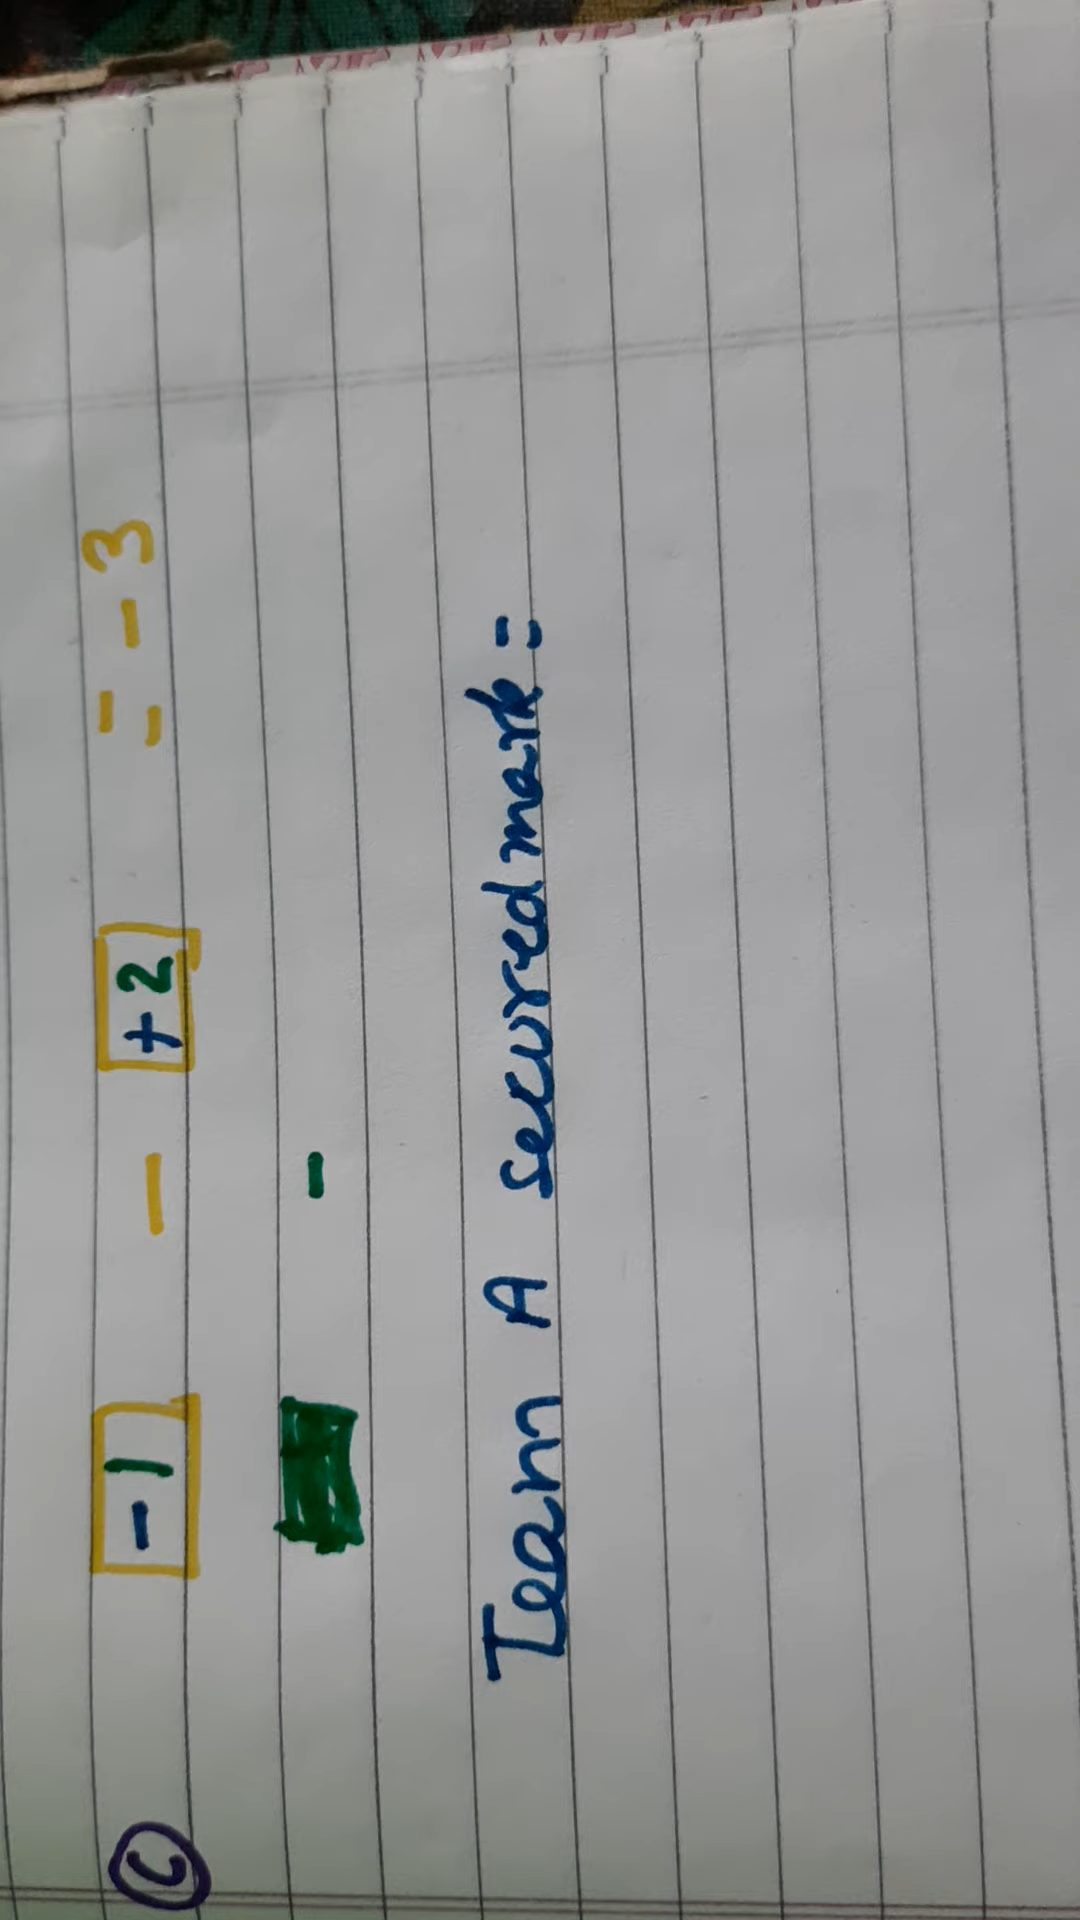 C -1 - +2 = -3
-
Team A secured mark =